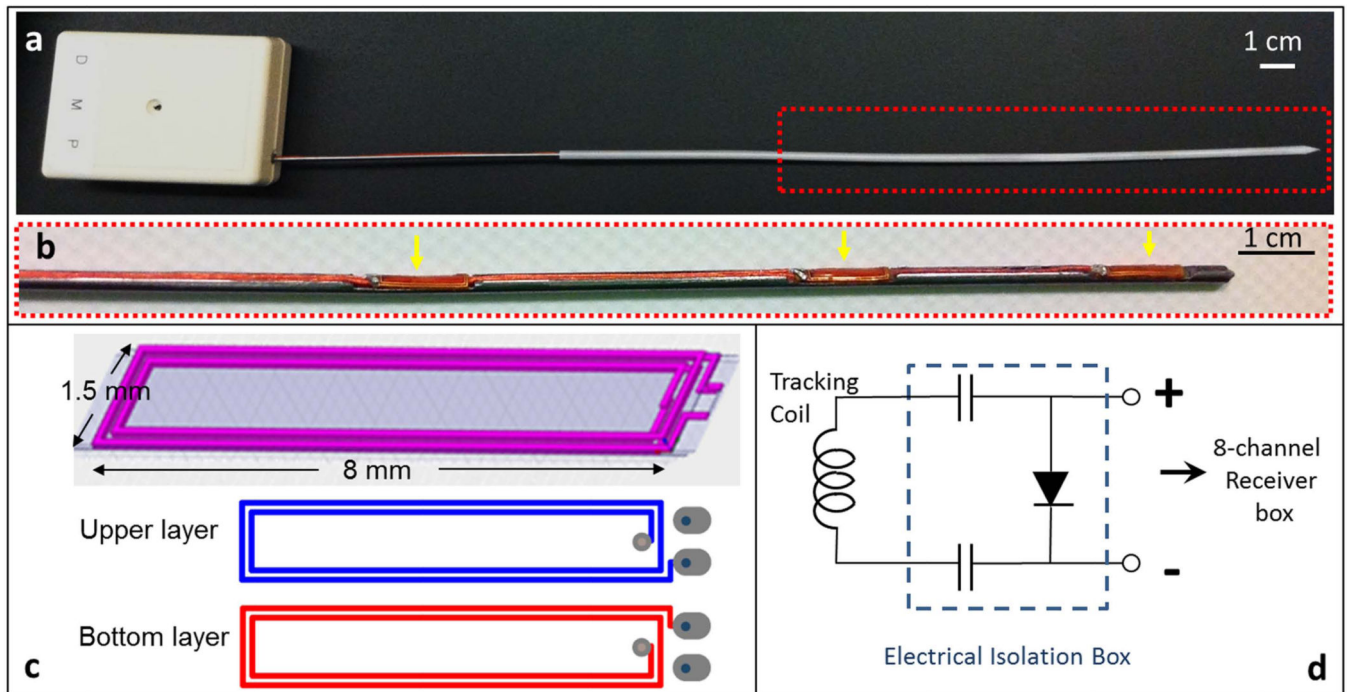 a
1 cm
D
M
P
b
1 cm
1.5 mm
8 mm
Upper layer
Bottom layer
c
Tracking
Coil
+
8-channel
Receiver
box
-
Electrical Isolation Box
d